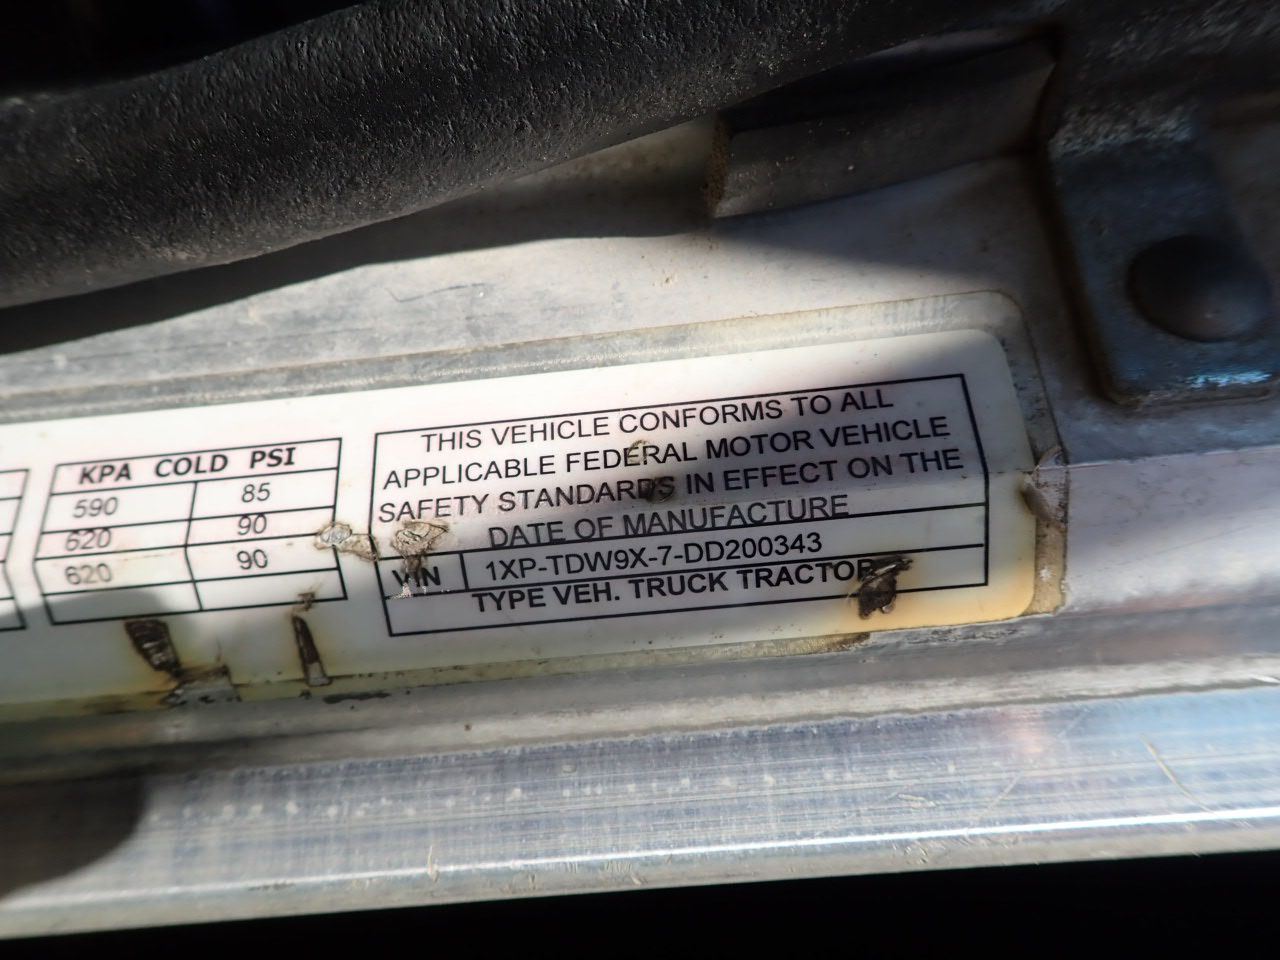 KPA COLD PSI
590 85
620 90
620 90
THIS VEHICLE CONFORMS TO ALL
APPLICABLE FEDERAL MOTOR VEHICLE
SAFETY STANDARDS IN EFFECT ON THE
DATE OF MANUFACTURE
VIN 1XP-TDW9X-7-DD200343
TYPE VEH. TRUCK TRACTOR